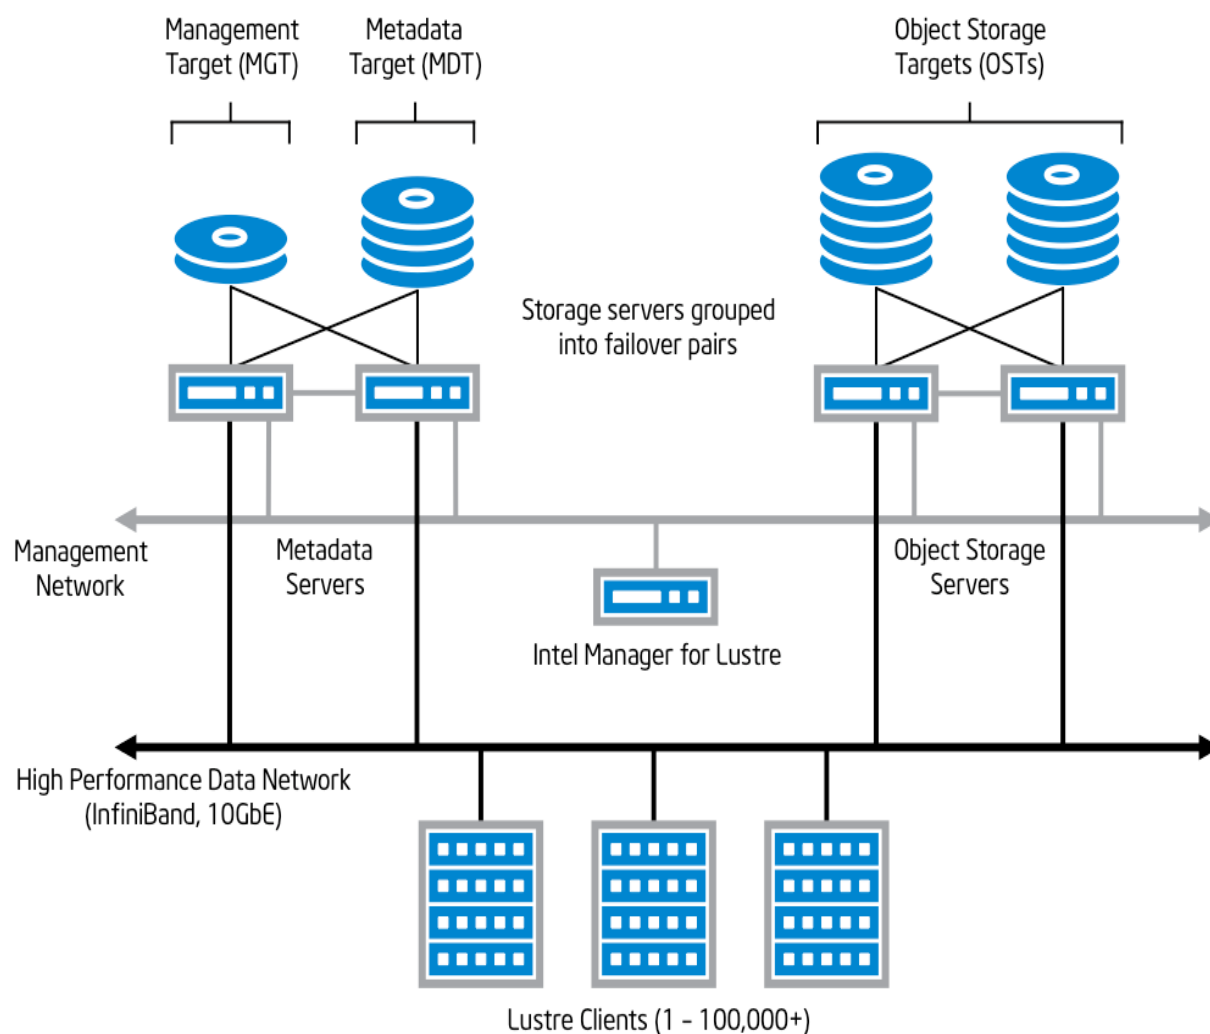 Management
Target (MGT)
Metadata
Target (MDT)
Object Storage
Targets (OSTs)
Storage servers grouped
into failover pairs
Management
Network
Metadata
Servers
Object Storage
Servers
Intel Manager for Lustre
High Performance Data Network
(InfiniBand, 10GbE)
Lustre Clients (1 – 100,000+)